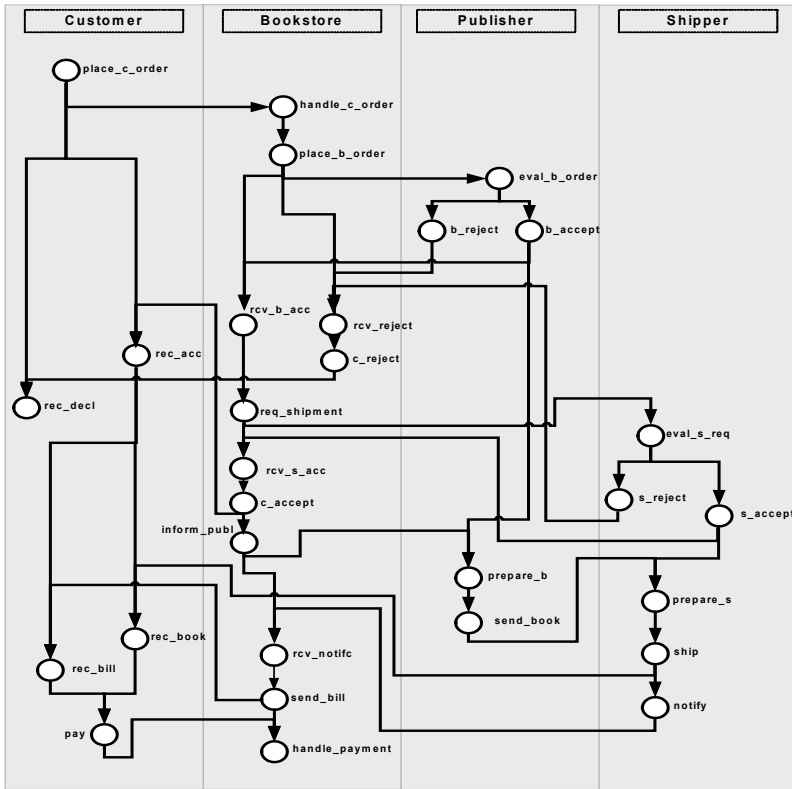 Customer
Bookstore
Publisher
Shipper
place_c_order
handle_c_order
place_b_order
eval_b_order
b_reject
b_accept
rcv_b_acc
rcv_reject
rec_acc
c_reject
rec_decl
req_shipment
eval_s_req
rcv_s_acc
s_reject
c_accept
s_accept
inform_publ
prepare_b
prepare_s
send_book
rec_book
rcv_notifc
ship
rec_bill
send_bill
notify
pay
handle_payment